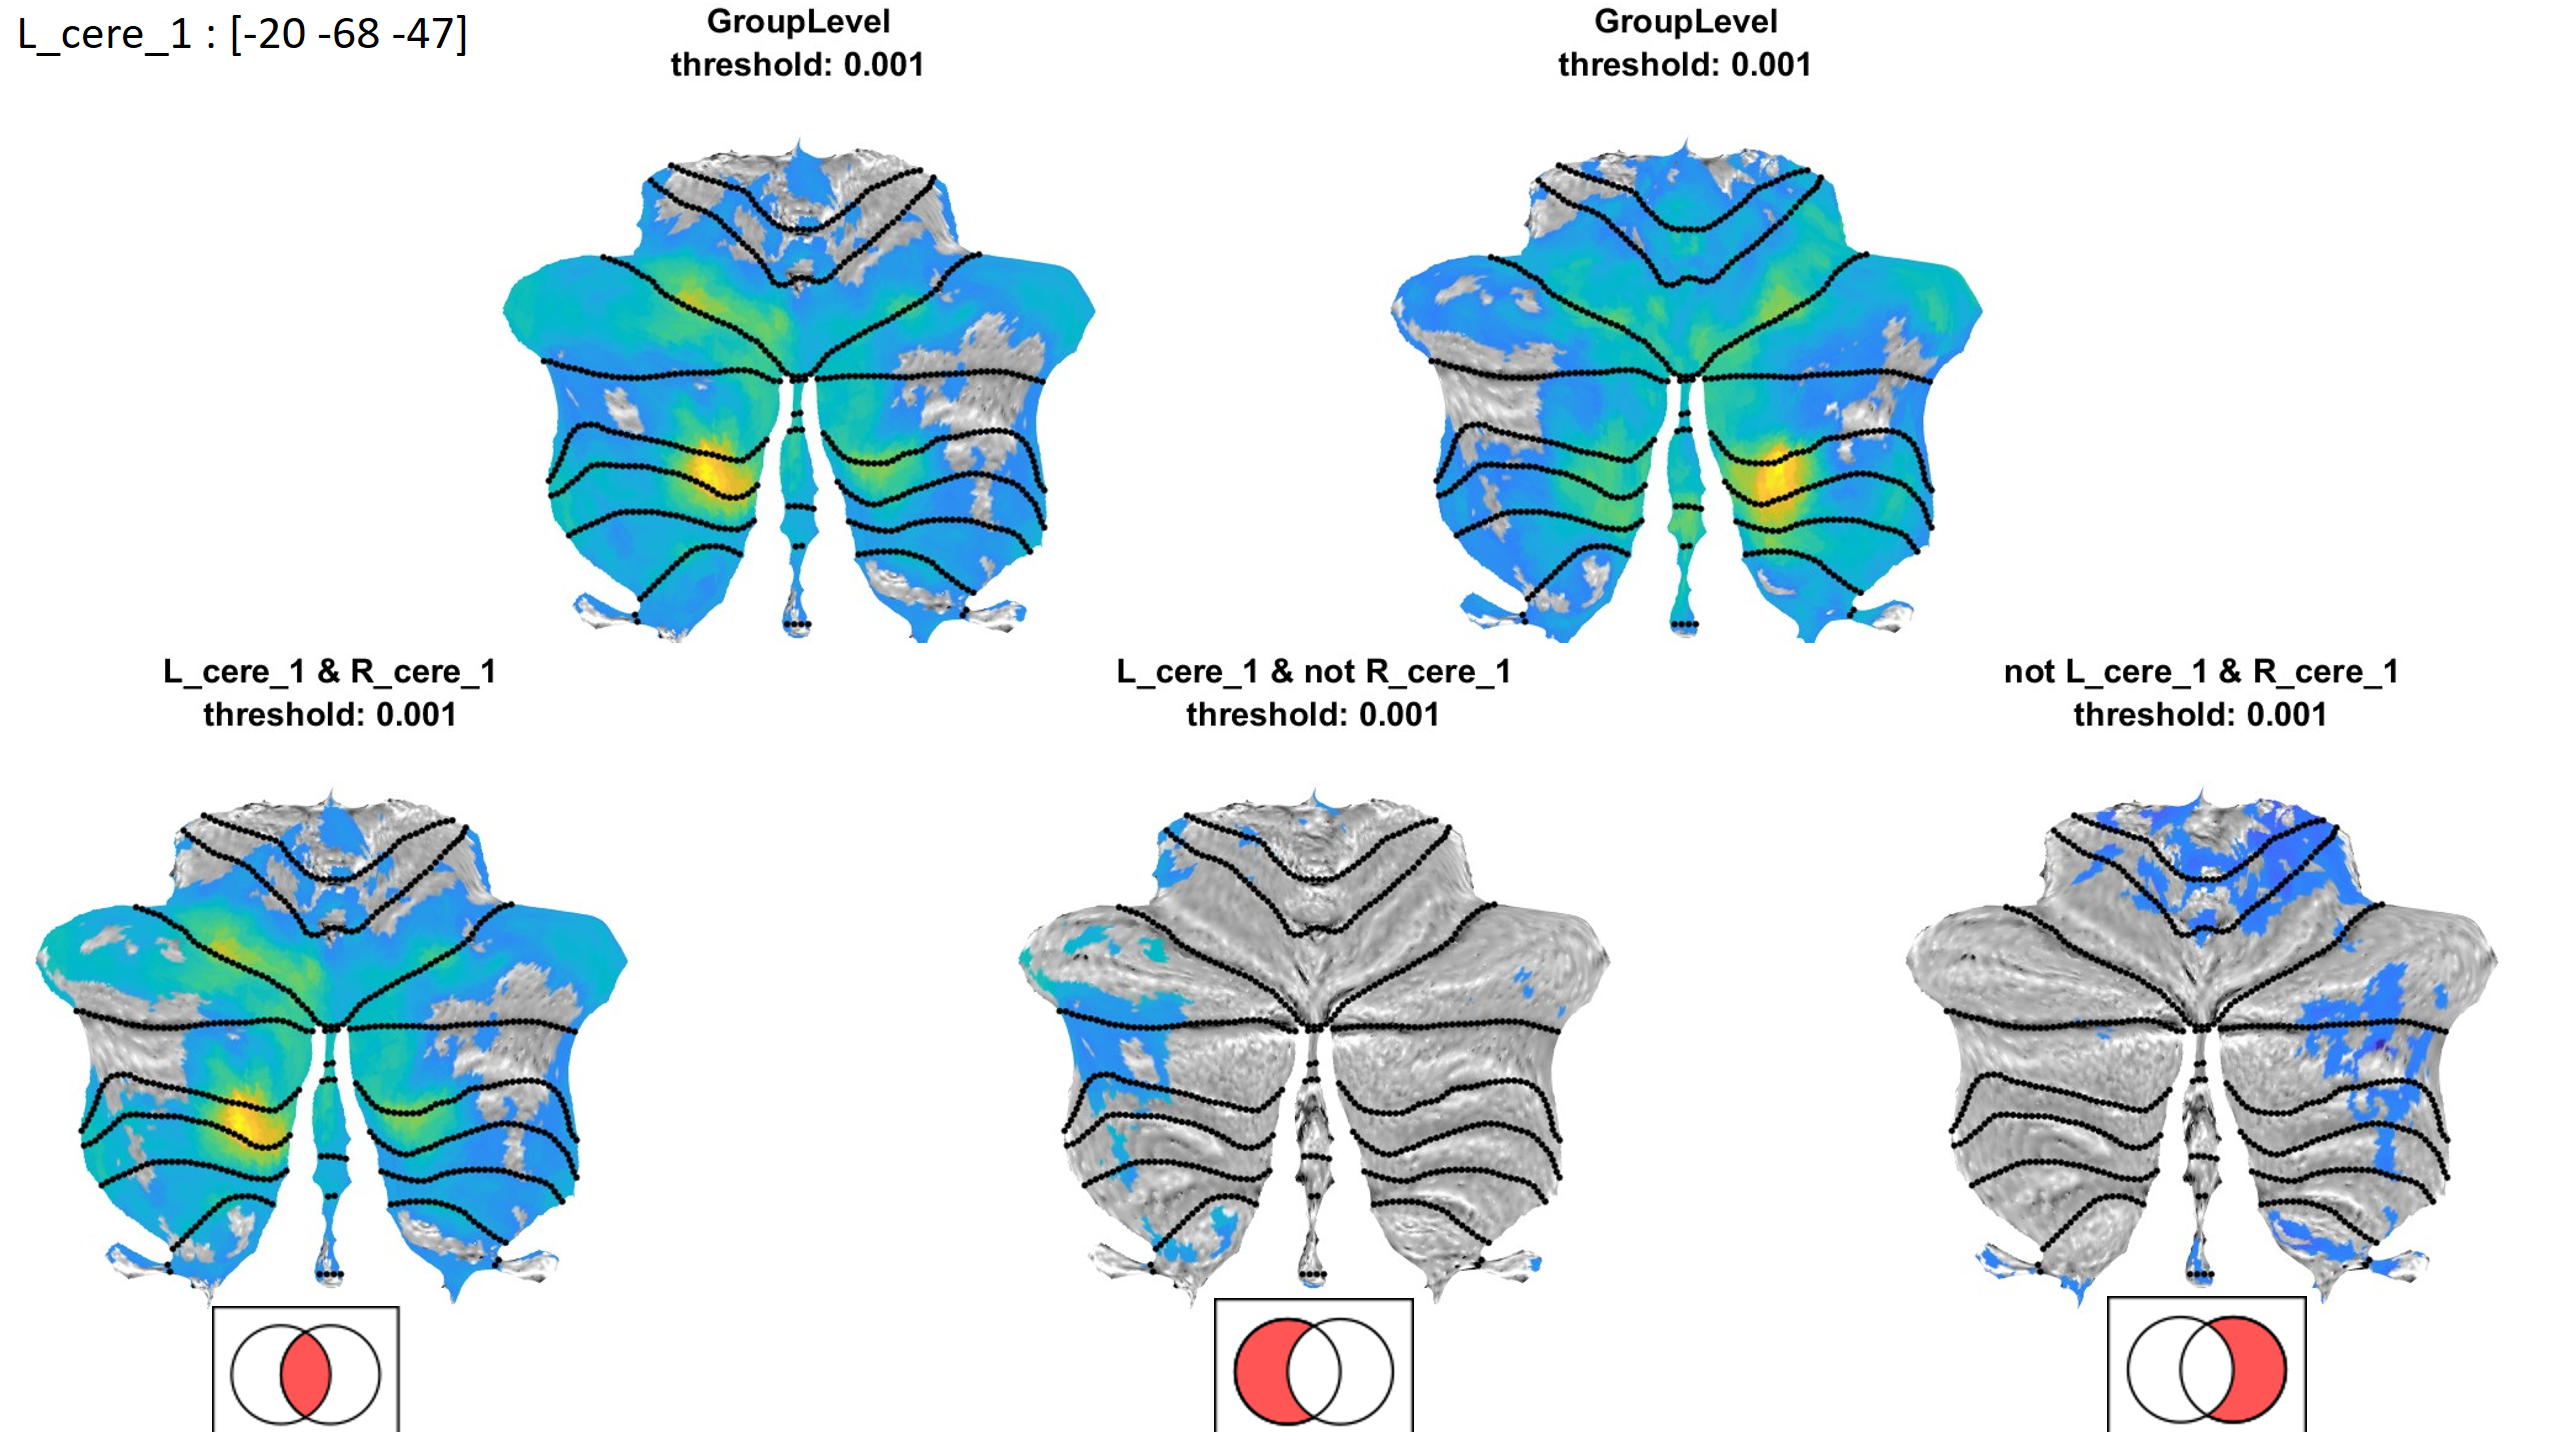 L_cere_1 : [-20 -68 -47]
GroupLevel
threshold: 0.001
GroupLevel
threshold: 0.001
L_cere_1 & R_cere_1
threshold: 0.001
L_cere_1 & not R_cere_1
threshold: 0.001
not L_cere_1 & R_cere_1
threshold: 0.001